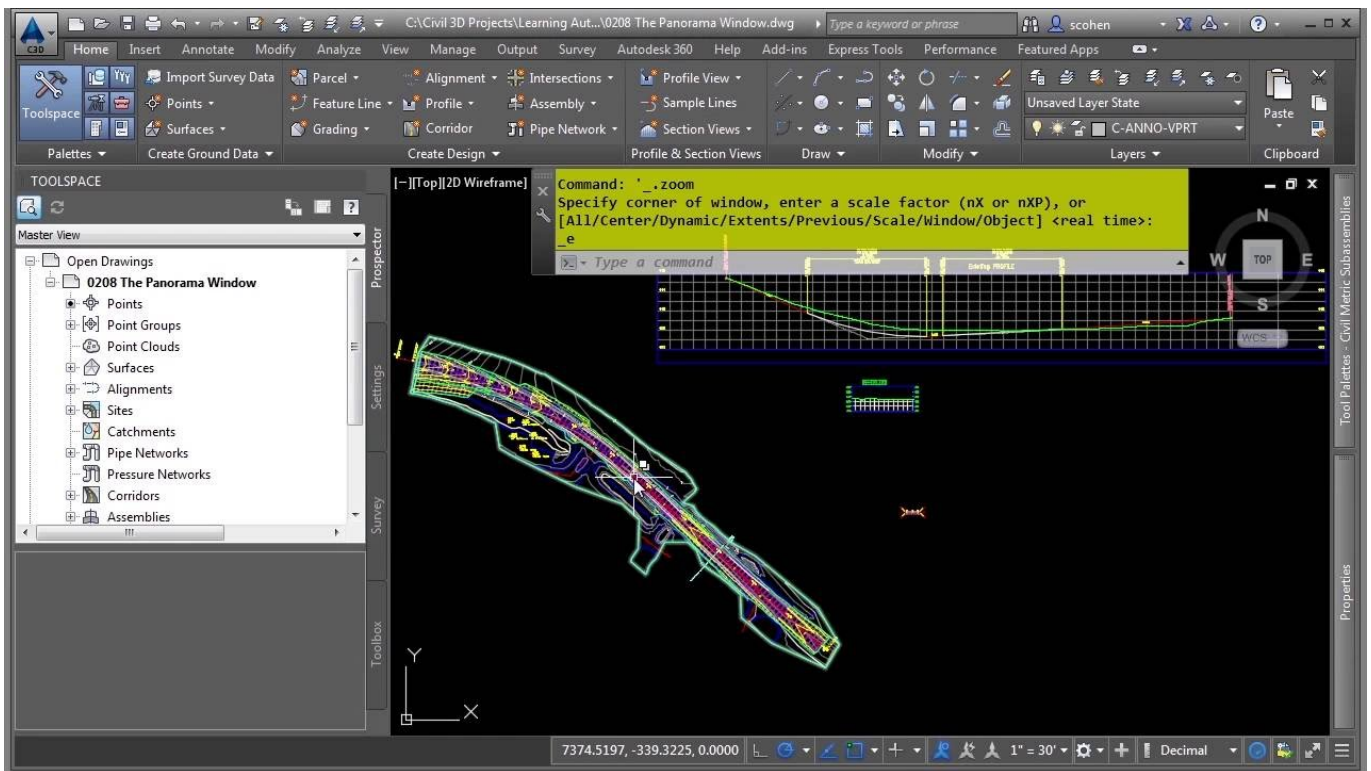 C:\Civil 3D Projects\Learning Aut...\0208 The Panorama Window.dwg
Type a keyword or phrase
scohen
C3D
Home Insert Annotate Modify Analyze View Manage Output Survey Autodesk 360 Help Add-ins Express Tools Performance Featured Apps
Toolspace
Import Survey Data
Points
Surfaces
Parcel
Feature Line
Grading
Alignment
Profile
Corridor
Intersections
Assembly
Pipe Network
Profile View
Sample Lines
Section Views
Unsaved Layer State
C-ANNO-VPRT
Paste
Palettes Create Ground Data Create Design Profile & Section Views Draw Modify Layers Clipboard
TOOLSPACE
Master View
Open Drawings
0208 The Panorama Window
Points
Point Groups
Point Clouds
Surfaces
Alignments
Sites
Catchments
Pipe Networks
Pressure Networks
Corridors
Assemblies
Prospector
Settings
Survey
Toolbox
[−][Top][2D Wireframe]
Command: '_.zoom
Specify corner of window, enter a scale factor (nX or nXP), or
[All/Center/Dynamic/Extents/Previous/Scale/Window/Object] <real time>:
_e
Type a command
N
W TOP E
S
WCS
Y
X
Tool Palettes - Civil Metric Subassemblies
Properties
7374.5197, -339.3225, 0.0000
1" = 30'
Decimal